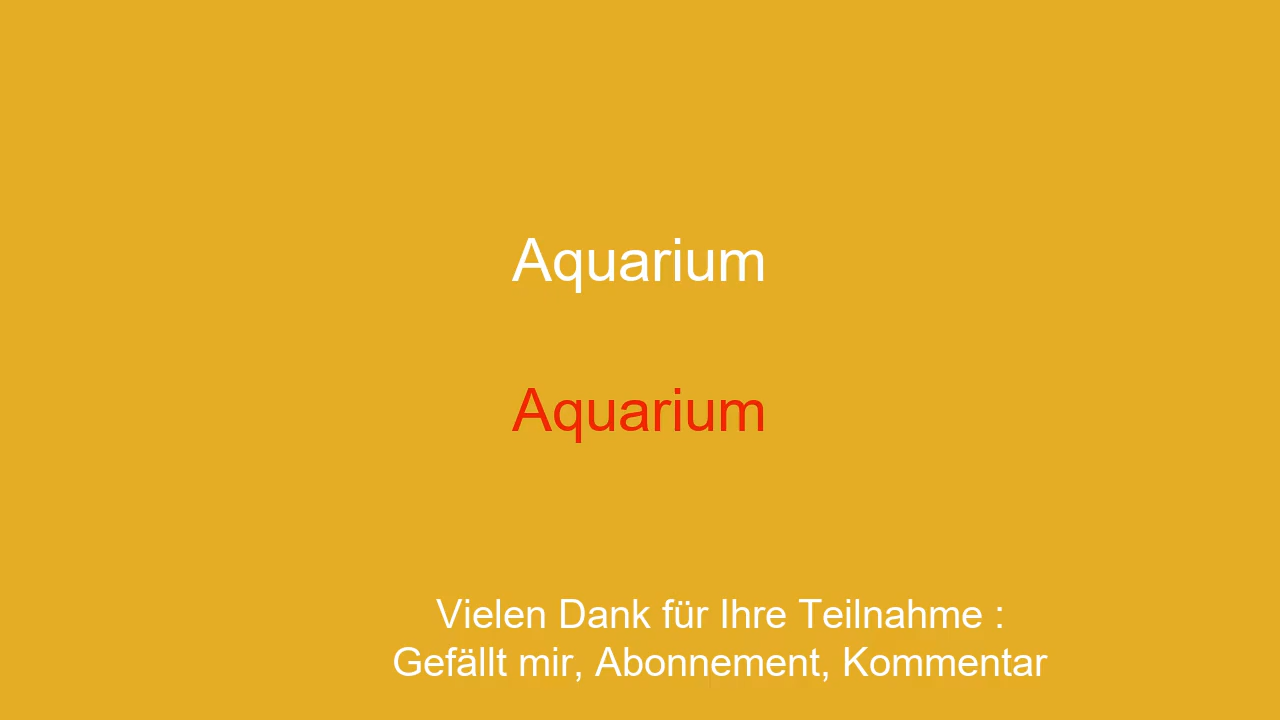 Aquarium
Aquarium
Vielen Dank für Ihre Teilnahme :
Gefällt mir, Abonnement, Kommentar